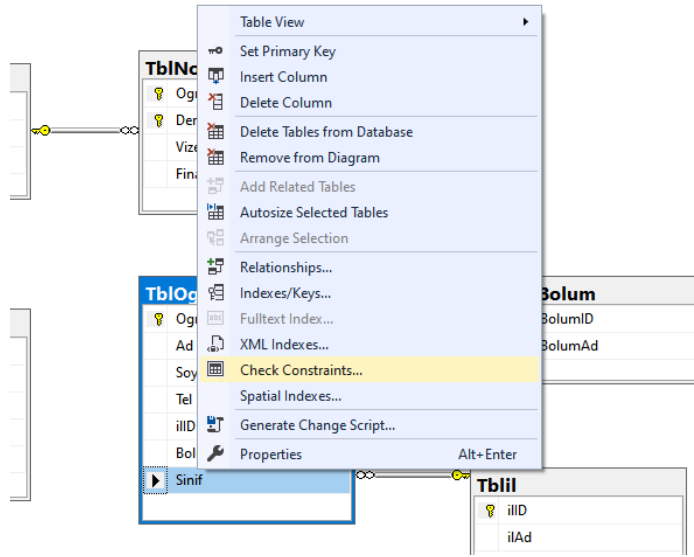 Table View
Set Primary Key
Insert Column
Delete Column
Delete Tables from Database
Remove from Diagram
Add Related Tables
Autosize Selected Tables
Arrange Selection
Relationships...
Indexes/Keys...
Fulltext Index...
XML Indexes...
Check Constraints...
Spatial Indexes...
Generate Change Script...
Properties Alt+Enter
TblNo
Ogr
Der
Vize
Fina
TblOg
Ogr
Ad
Soy
Tel
illID
Bol
Sinif
Bolum
BolumID
BolumAd
Tblil
illD
ilAd